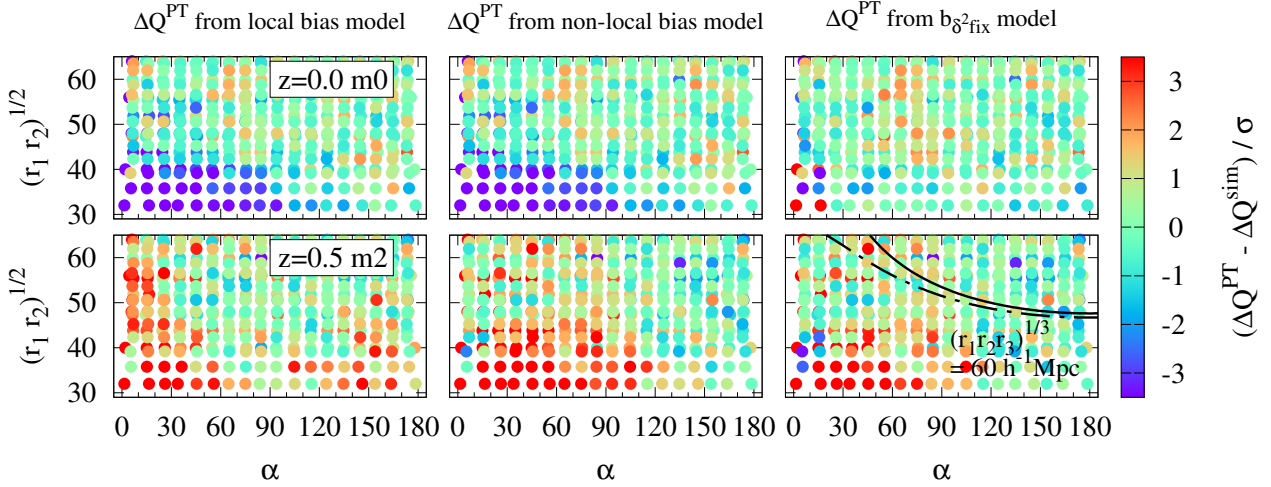 ΔQ^PT from local bias model
ΔQ^PT from non-local bias model
ΔQ^PT from b_δ²fix model
60
50
40
30
(r₁ r₂)^1/2
z=0.0 m0
60
50
40
30
(r₁ r₂)^1/2
z=0.5 m2
(r₁r₂r₃)^1/3
= 60 h⁻¹ Mpc
0 30 60 90 120 150 180
0 30 60 90 120 150 180
0 30 60 90 120 150 180
α
α
α
3
2
1
0
-1
-2
-3
(ΔQ^PT - ΔQ^sim) / σ